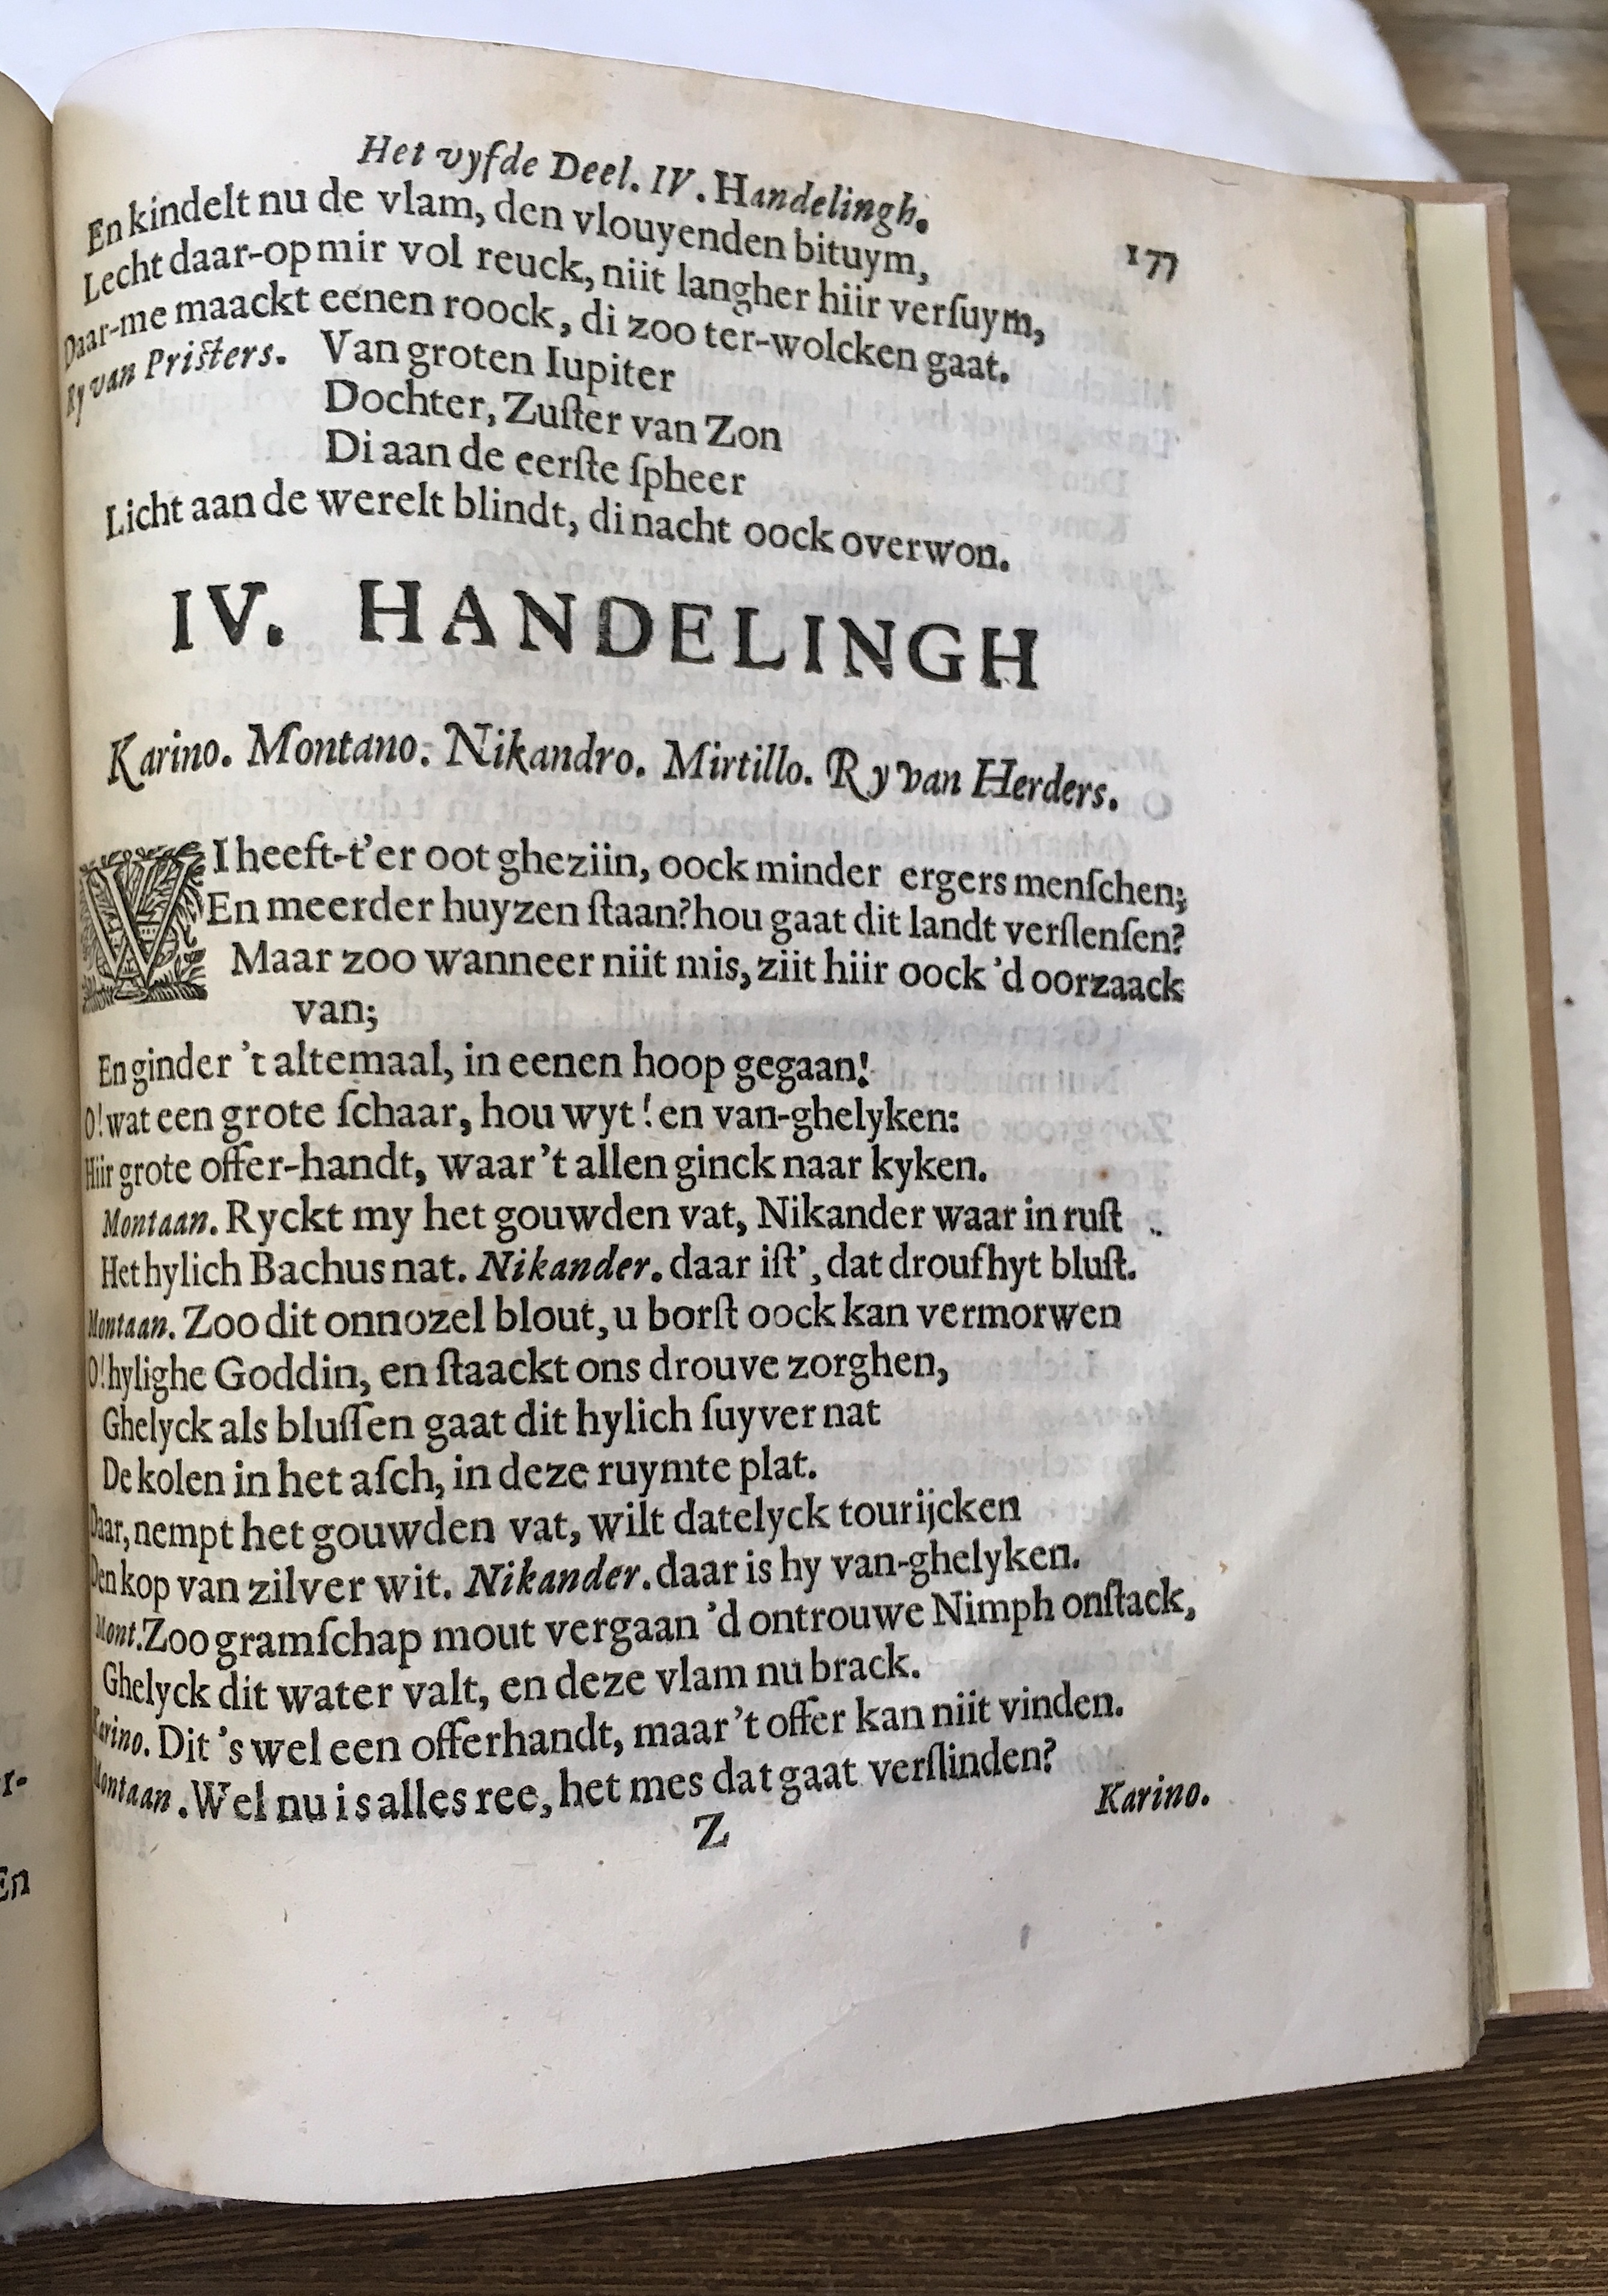 Het vyfde Deel. IV. Handelingh.
177
En kindelt nu de vlam, den vlouyenden bituym,
Lecht daar-op mir vol reuck, niit langher hiir verſuym,
Daar-me maackt eenen roock, di zoo ter-wolcken gaat.
Ry van Priſters. Van groten Iupiter
Dochter, Zuſter van Zon
Di aan de eerſte ſpheer
Licht aan de werelt blindt, di nacht oock overwon.
IV. HANDELINGH
Karino. Montano. Nikandro. Mirtillo. Ry van Herders.
VI heeft-t'er oot gheziin, oock minder ergers menſchen;
En meerder huyzen ſtaan? hou gaat dit landt verſlenſen?
Maar zoo wanneer niit mis, ziit hiir oock 'd oorzaack
van;
En ginder 't altemaal, in eenen hoop gegaan!
O! wat een grote ſchaar, hou wyt! en van-ghelyken:
Hiir grote offer-handt, waar 't allen ginck naar kyken.
Montaan. Ryckt my het gouwden vat, Nikander waar in ruſt
Het hylich Bachus nat. Nikander. daar iſt', dat droufhyt bluſt.
Montaan. Zoo dit onnozel blout, u borſt oock kan vermorwen
O! hylighe Goddin, en ſtaackt ons drouve zorghen,
Ghelyck als bluſſen gaat dit hylich ſuyver nat
De kolen in het aſch, in deze ruymte plat.
Daar, nempt het gouwden vat, wilt datelyck tourijcken
Den kop van zilver wit. Nikander. daar is hy van-ghelyken.
Mont. Zoo gramſchap mout vergaan 'd ontrouwe Nimph onſtack,
Ghelyck dit water valt, en deze vlam nu brack.
Karino. Dit 's wel een offerhandt, maar 't offer kan niit vinden.
Montaan. Wel nu is alles ree, het mes dat gaat verſlinden?
Z
Karino.
r-
En